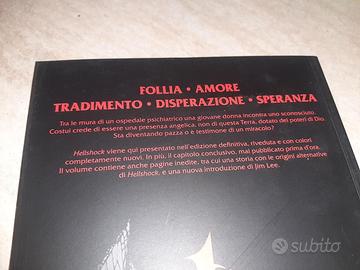 FOLLIA • AMORE
TRADIMENTO • DISPERAZIONE • SPERANZA
Tra le mura di un ospedale psichiatrico una giovane donna incontra uno sconosciuto.
Costui crede di essere una presenza angelica, non di questa Terra, dotato dei poteri di Dio.
Sta diventando pazza o è testimone di un miracolo?
Hellshock viene qui presentato nell'edizione definitiva, riveduta e con colori
completamente nuovi. In più, il capitolo conclusivo, mai pubblicato prima d'ora.
Il volume contiene anche pagine inedite, tra cui una storia con le origini alternative
di Hellshock, e una nuova introduzione di Jim Lee.
subito